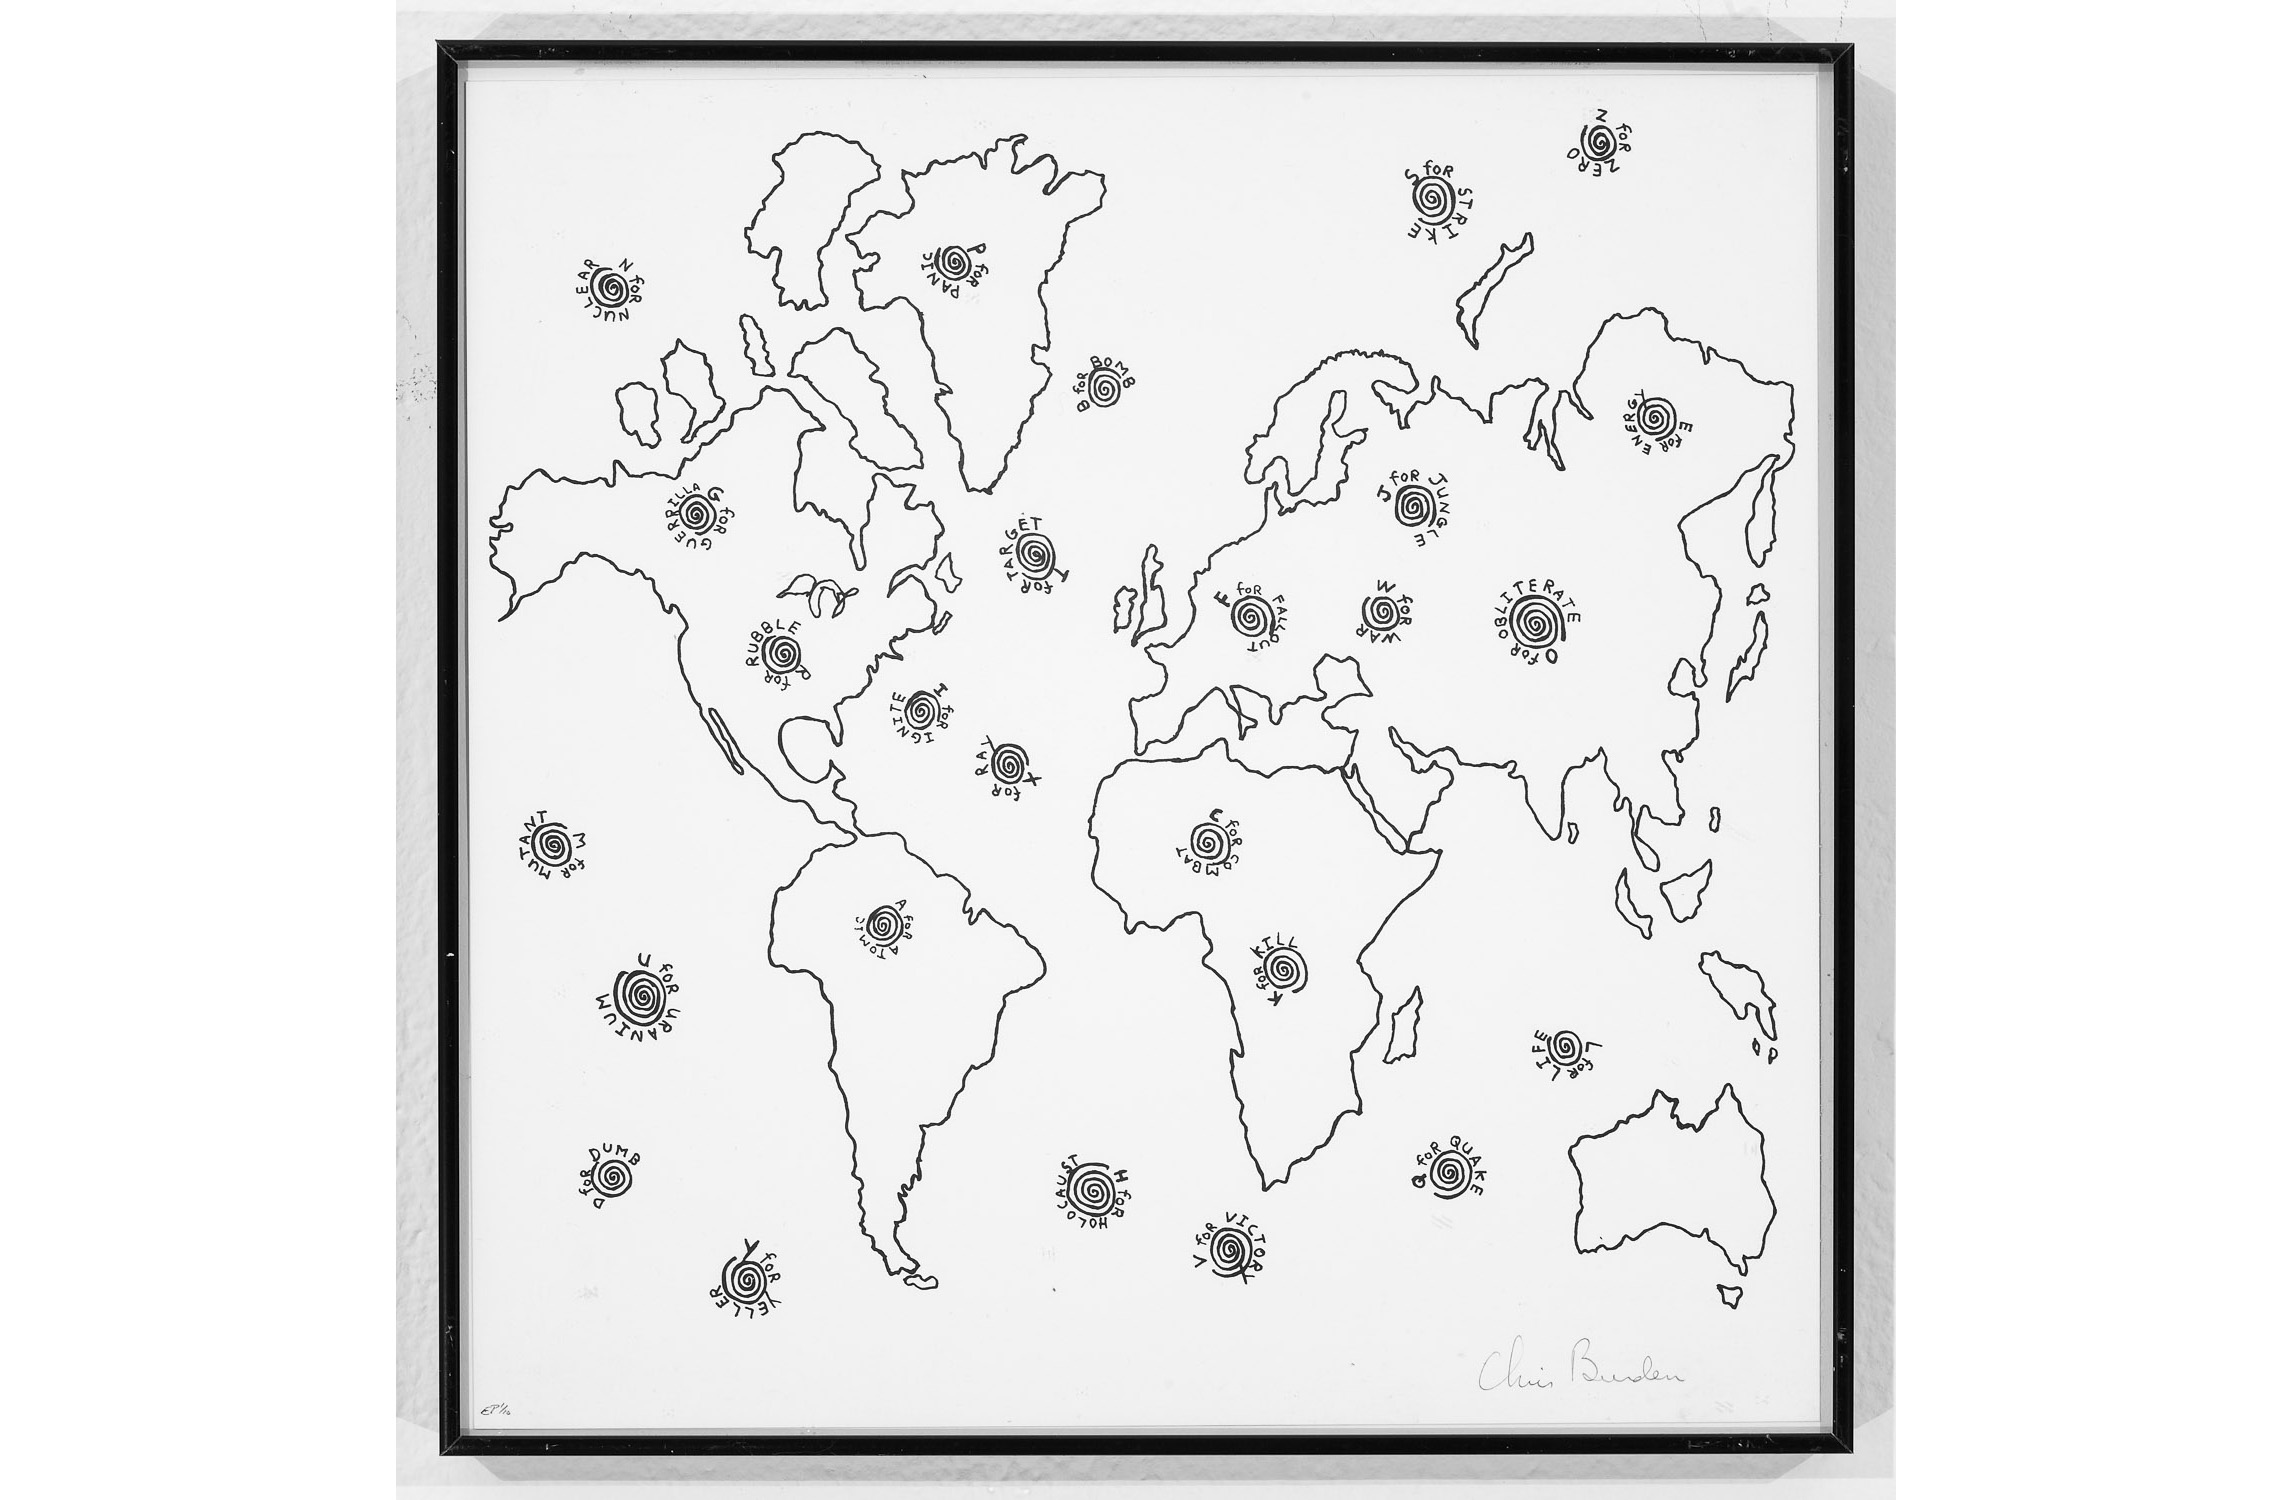 Z for ZERO
S for STRIKE
P for PANIC
N for NUCLEAR
B for BOMB
E for ENERGY
J for JUNGLE
G for GUERRILLA
T for TARGET
F for FALLOUT
W for WAR
O for OBLITERATE
R for RUBBLE
I for IGNITE
X for RAY
M for MUTANT
C for COMBAT
A for ATOMIC
K for KILL
U for URANIUM
L for LIFE
D for DUMB
H for HOLOCAUST
Q for QUAKE
V for VICTORY
Y for YELLER
Chris Burden
EP 1/10